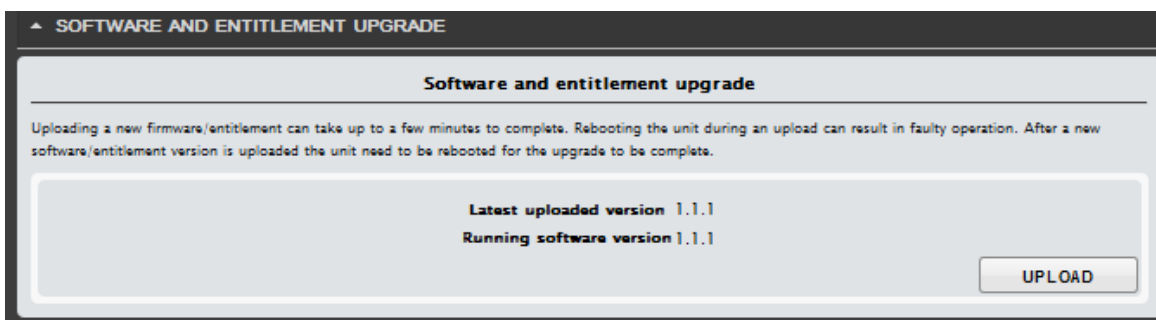 SOFTWARE AND ENTITLEMENT UPGRADE
Software and entitlement upgrade
Uploading a new firmware/entitlement can take up to a few minutes to complete. Rebooting the unit during an upload can result in faulty operation. After a new
software/entitlement version is uploaded the unit need to be rebooted for the upgrade to be complete.
Latest uploaded version 1.1.1
Running software version 1.1.1
UPLOAD